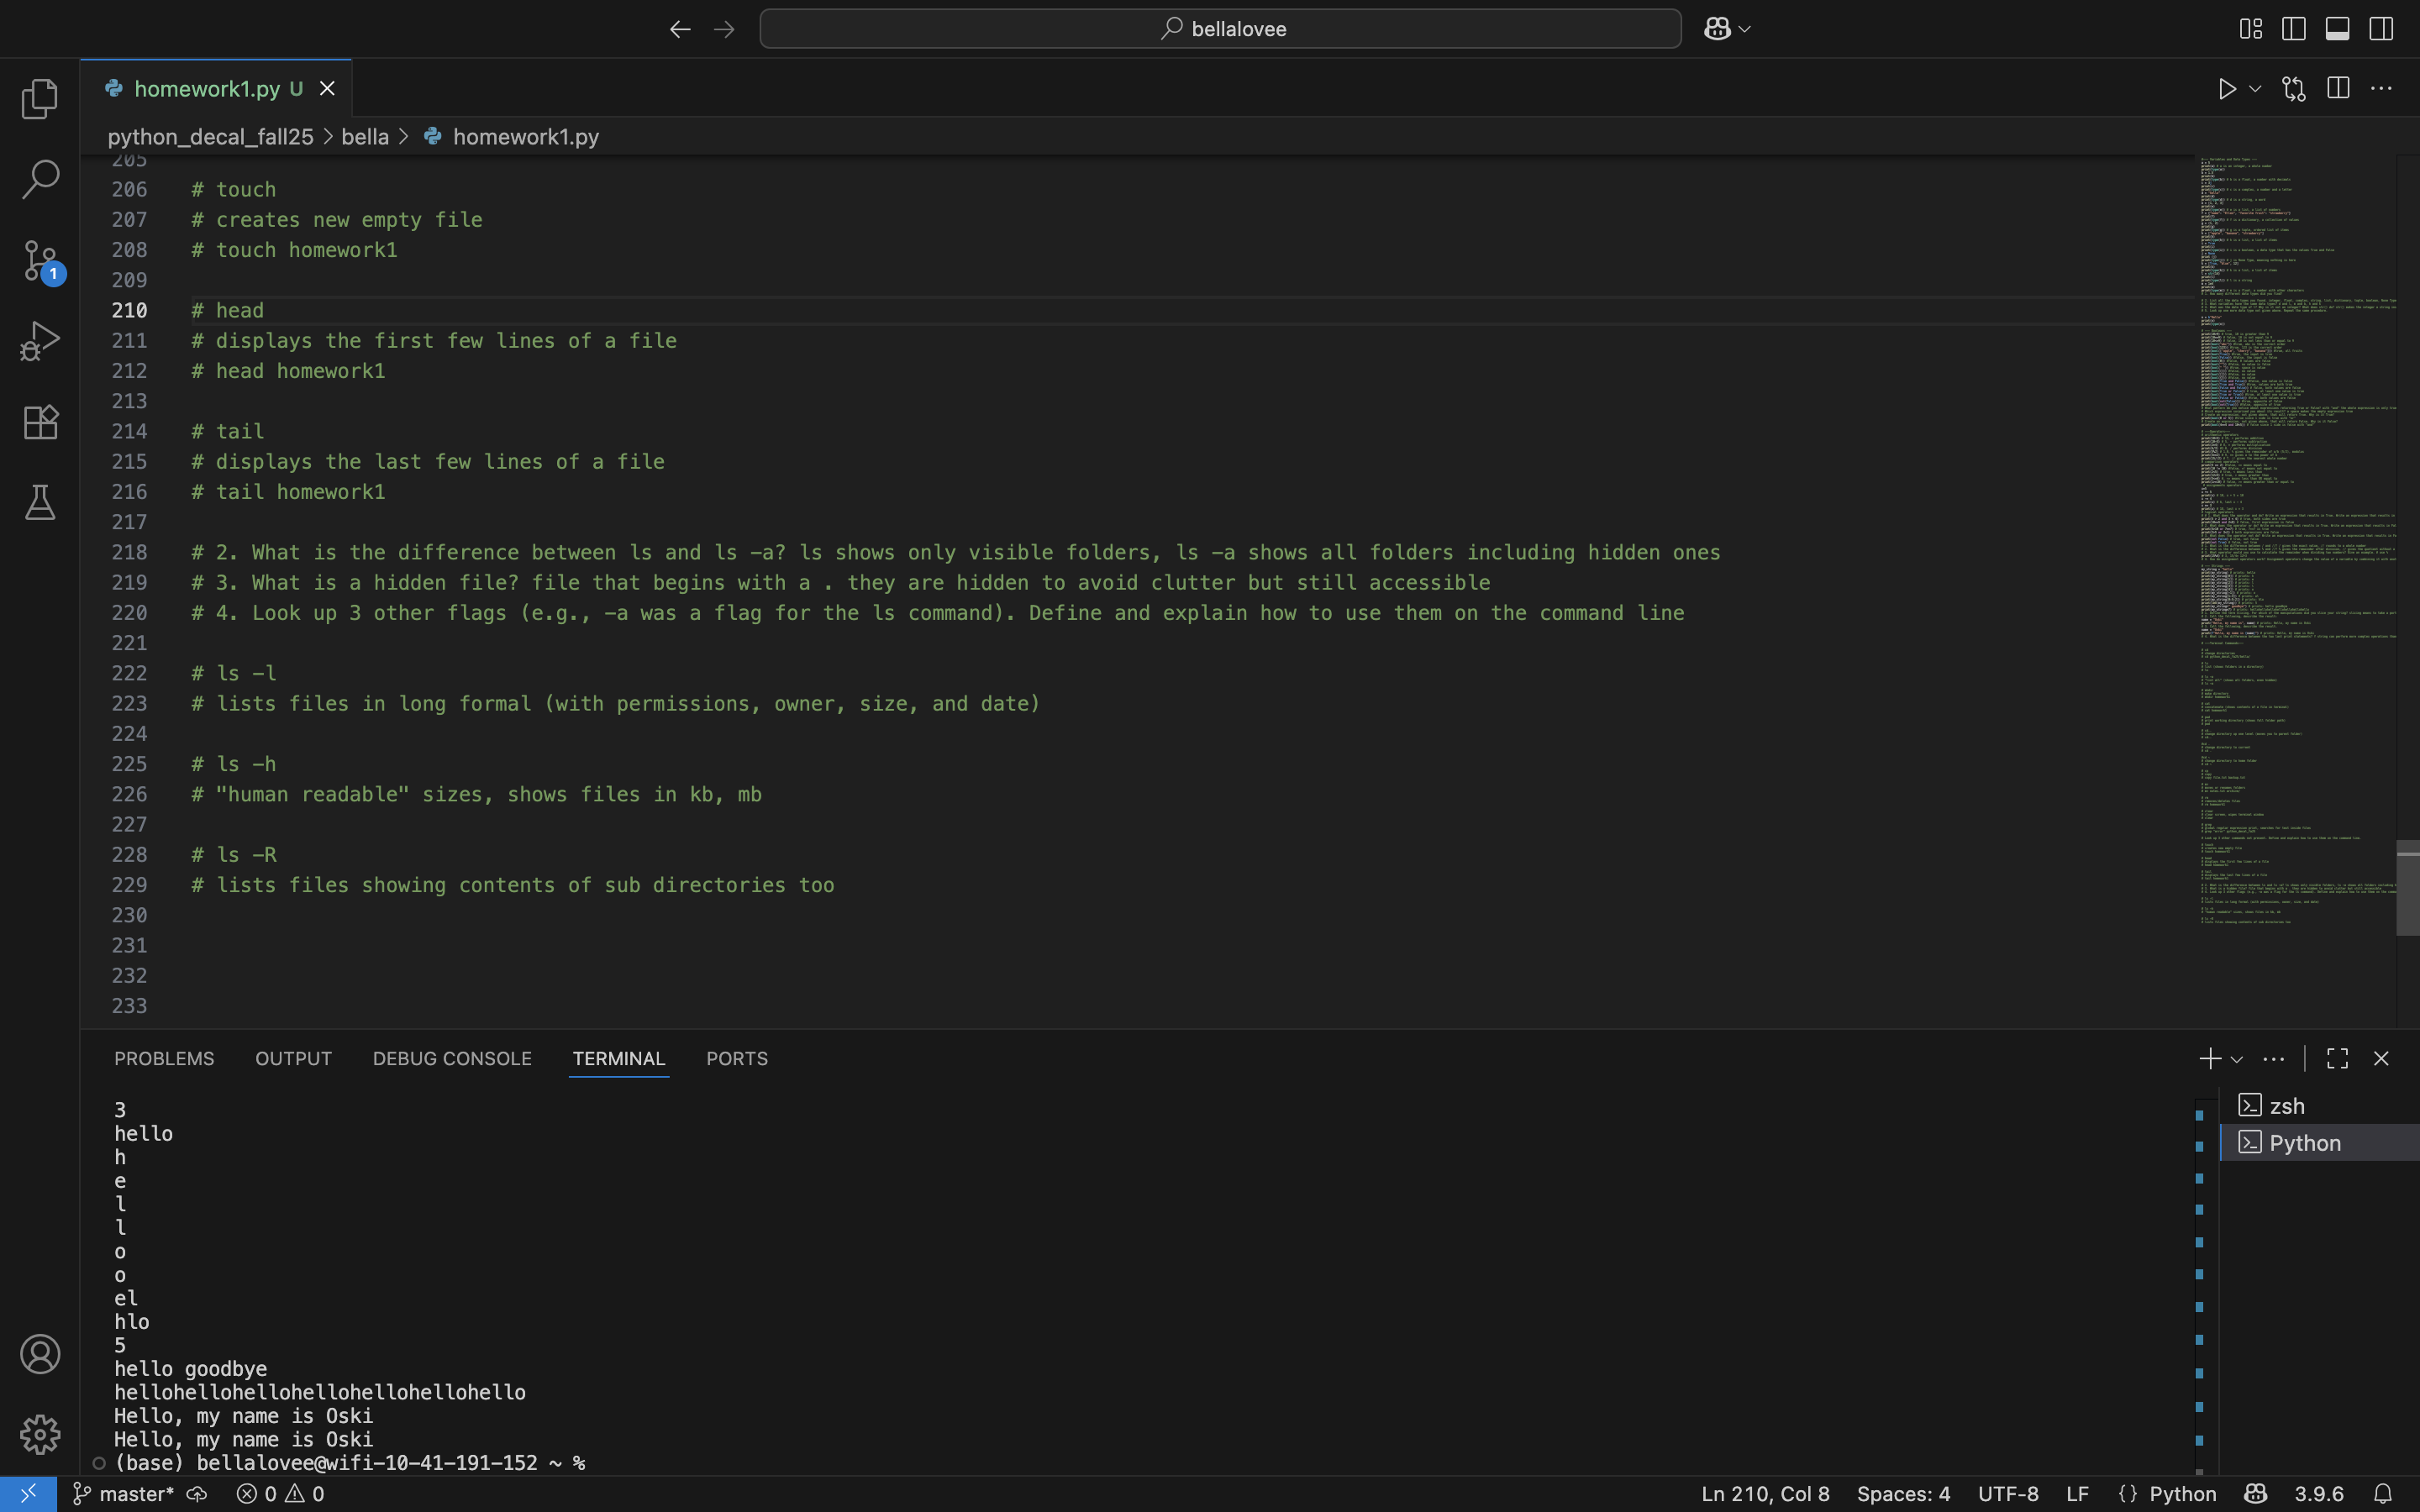 bellalovee
homework1.py U
python_decal_fall25 > bella > homework1.py
205
206 # touch
207 # creates new empty file
208 # touch homework1
209
210 # head
211 # displays the first few lines of a file
212 # head homework1
213
214 # tail
215 # displays the last few lines of a file
216 # tail homework1
217
218 # 2. What is the difference between ls and ls -a? ls shows only visible folders, ls -a shows all folders including hidden ones
219 # 3. What is a hidden file? file that begins with a . they are hidden to avoid clutter but still accessible
220 # 4. Look up 3 other flags (e.g., -a was a flag for the ls command). Define and explain how to use them on the command line
221
222 # ls -l
223 # lists files in long formal (with permissions, owner, size, and date)
224
225 # ls -h
226 # "human readable" sizes, shows files in kb, mb
227
228 # ls -R
229 # lists files showing contents of sub directories too
230
231
232
233
PROBLEMS OUTPUT DEBUG CONSOLE TERMINAL PORTS
3
hello
h
e
l
l
o
o
el
hlo
5
hello goodbye
hellohellohellohellohellohellohello
Hello, my name is Oski
Hello, my name is Oski
(base) bellalovee@wifi-10-41-191-152 ~ %
zsh
Python
1
master* 0 0 Ln 210, Col 8 Spaces: 4 UTF-8 LF {} Python 3.9.6